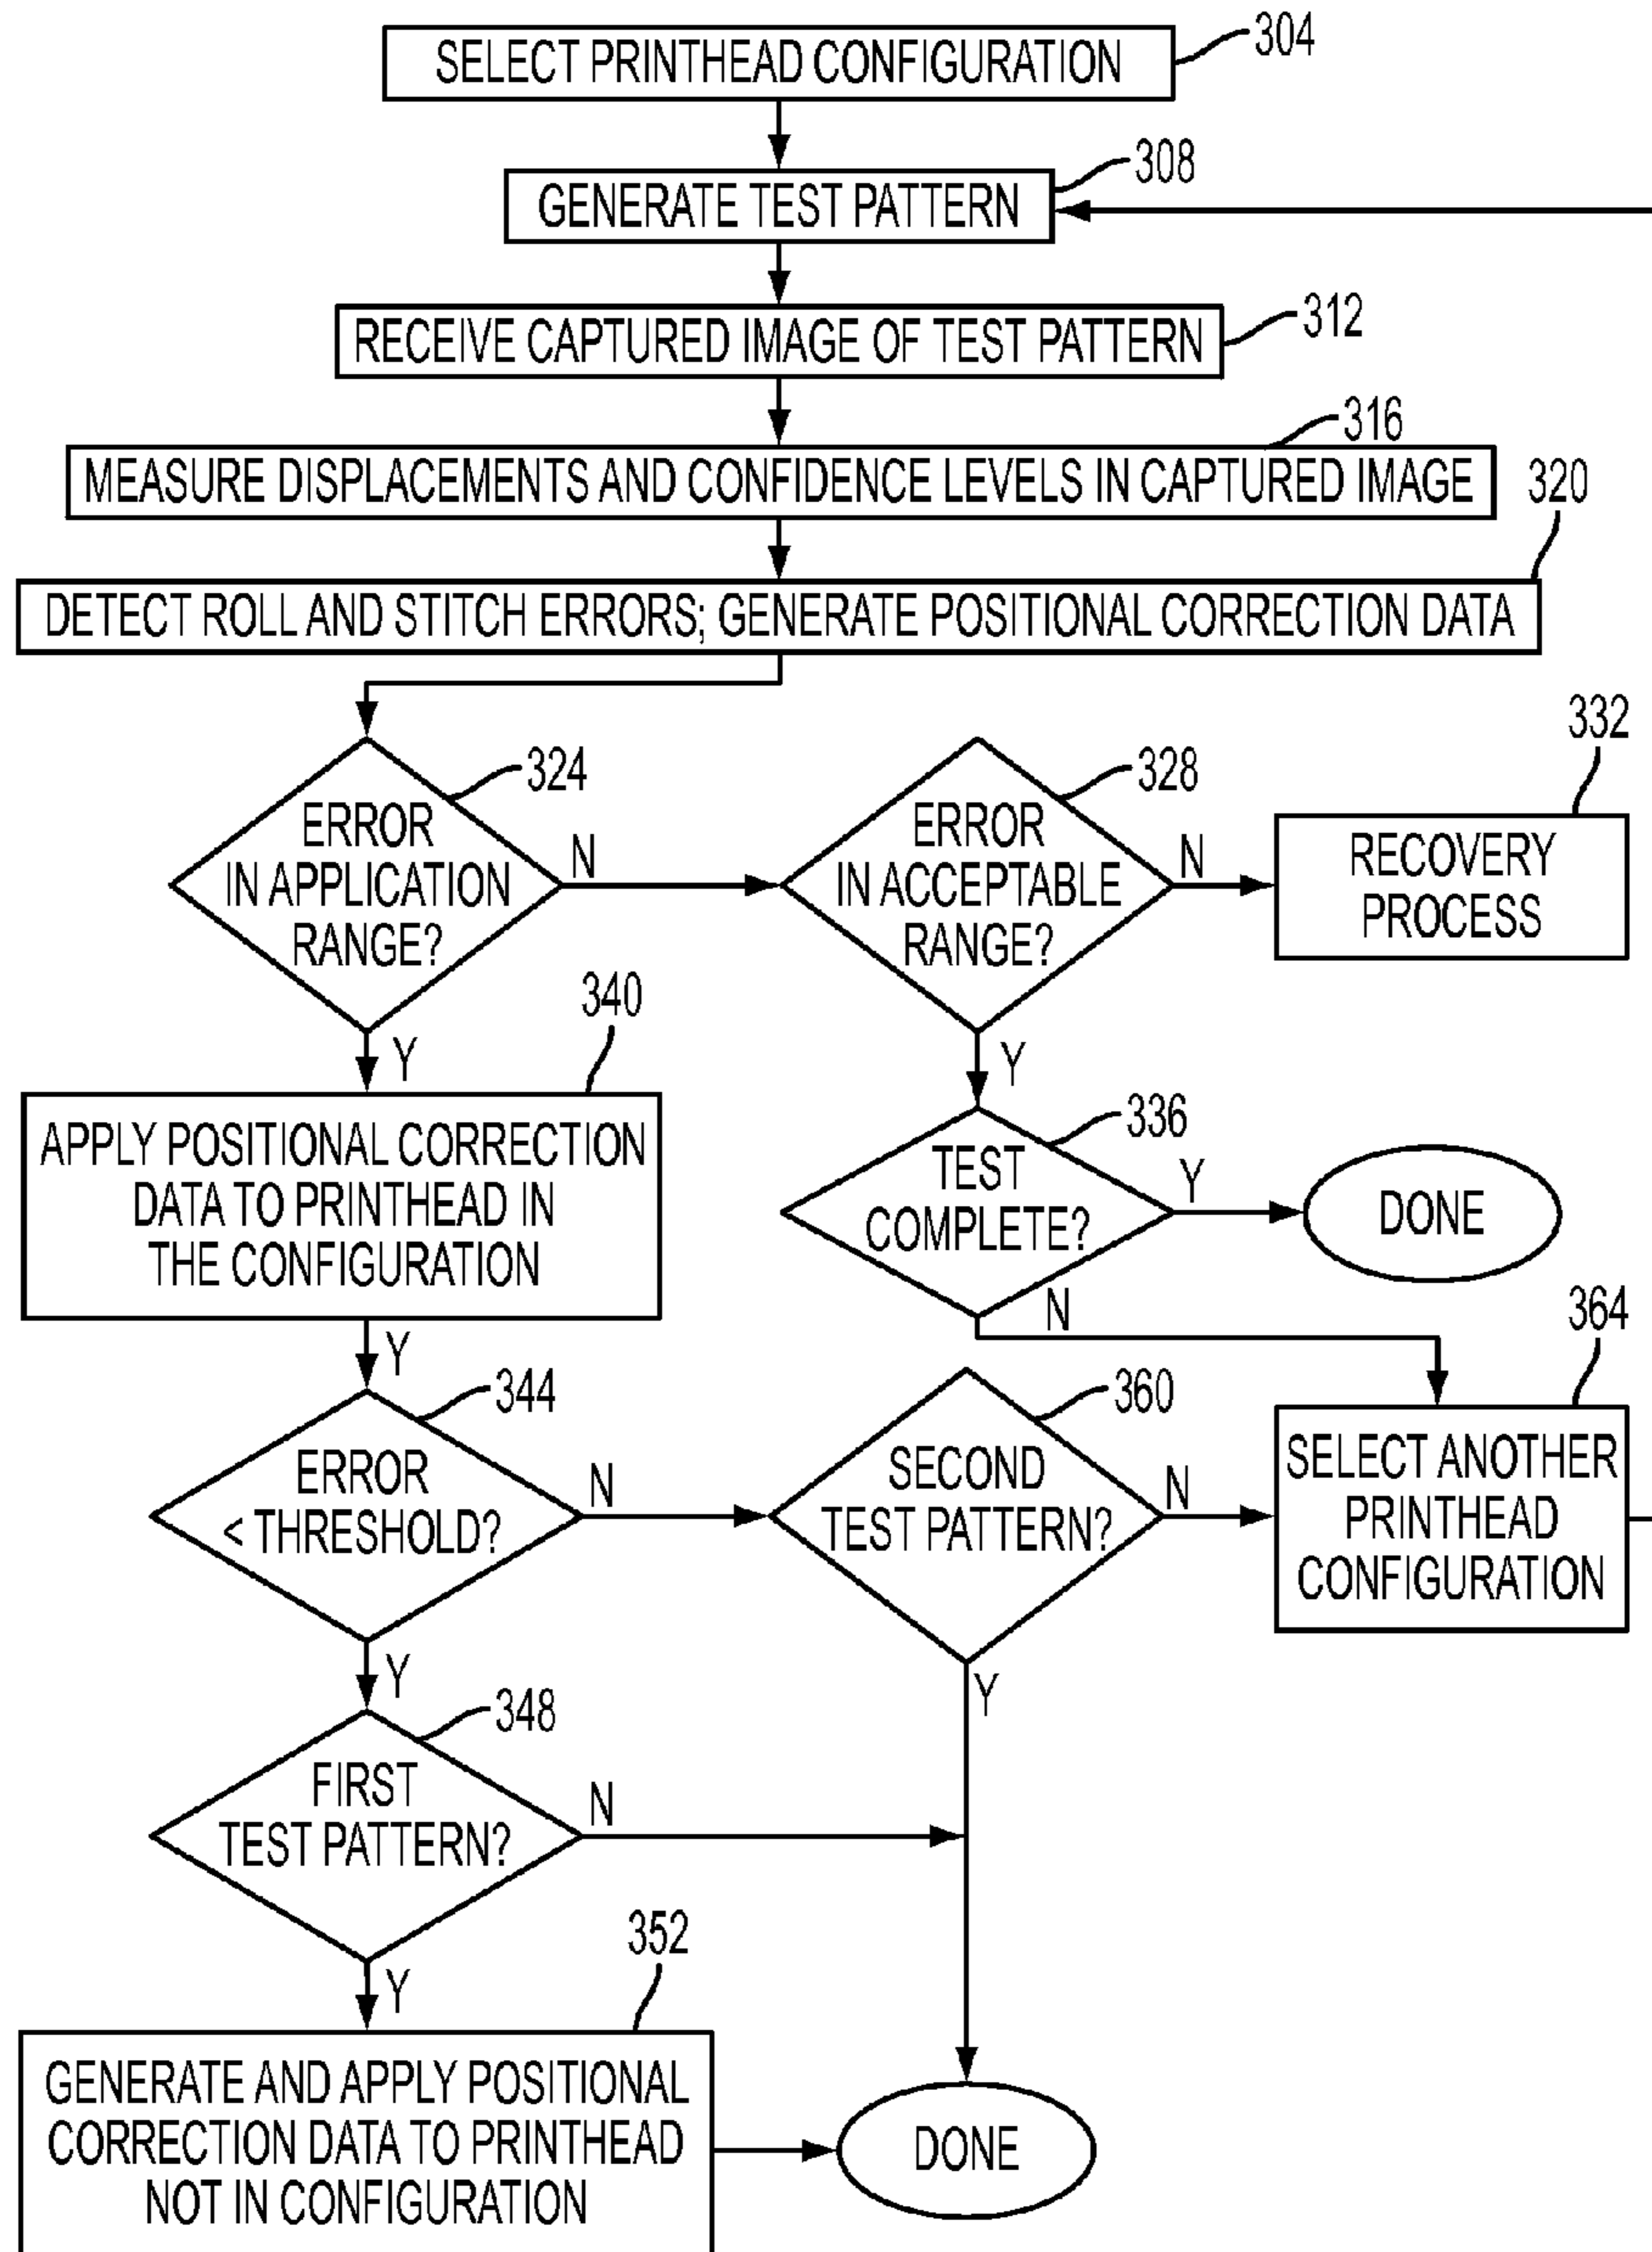 SELECT PRINTHEAD CONFIGURATION
304
GENERATE TEST PATTERN
308
RECEIVE CAPTURED IMAGE OF TEST PATTERN
312
MEASURE DISPLACEMENTS AND CONFIDENCE LEVELS IN CAPTURED IMAGE
316
DETECT ROLL AND STITCH ERRORS; GENERATE POSITIONAL CORRECTION DATA
320
ERROR
IN APPLICATION
RANGE?
324
N
Y
ERROR
IN ACCEPTABLE
RANGE?
328
N
Y
RECOVERY
PROCESS
332
APPLY POSITIONAL CORRECTION
DATA TO PRINTHEAD IN
THE CONFIGURATION
340
Y
TEST
COMPLETE?
336
Y
N
DONE
ERROR
< THRESHOLD?
344
N
Y
SECOND
TEST PATTERN?
360
N
Y
SELECT ANOTHER
PRINTHEAD
CONFIGURATION
364
FIRST
TEST PATTERN?
348
N
Y
GENERATE AND APPLY POSITIONAL
CORRECTION DATA TO PRINTHEAD
NOT IN CONFIGURATION
352
DONE